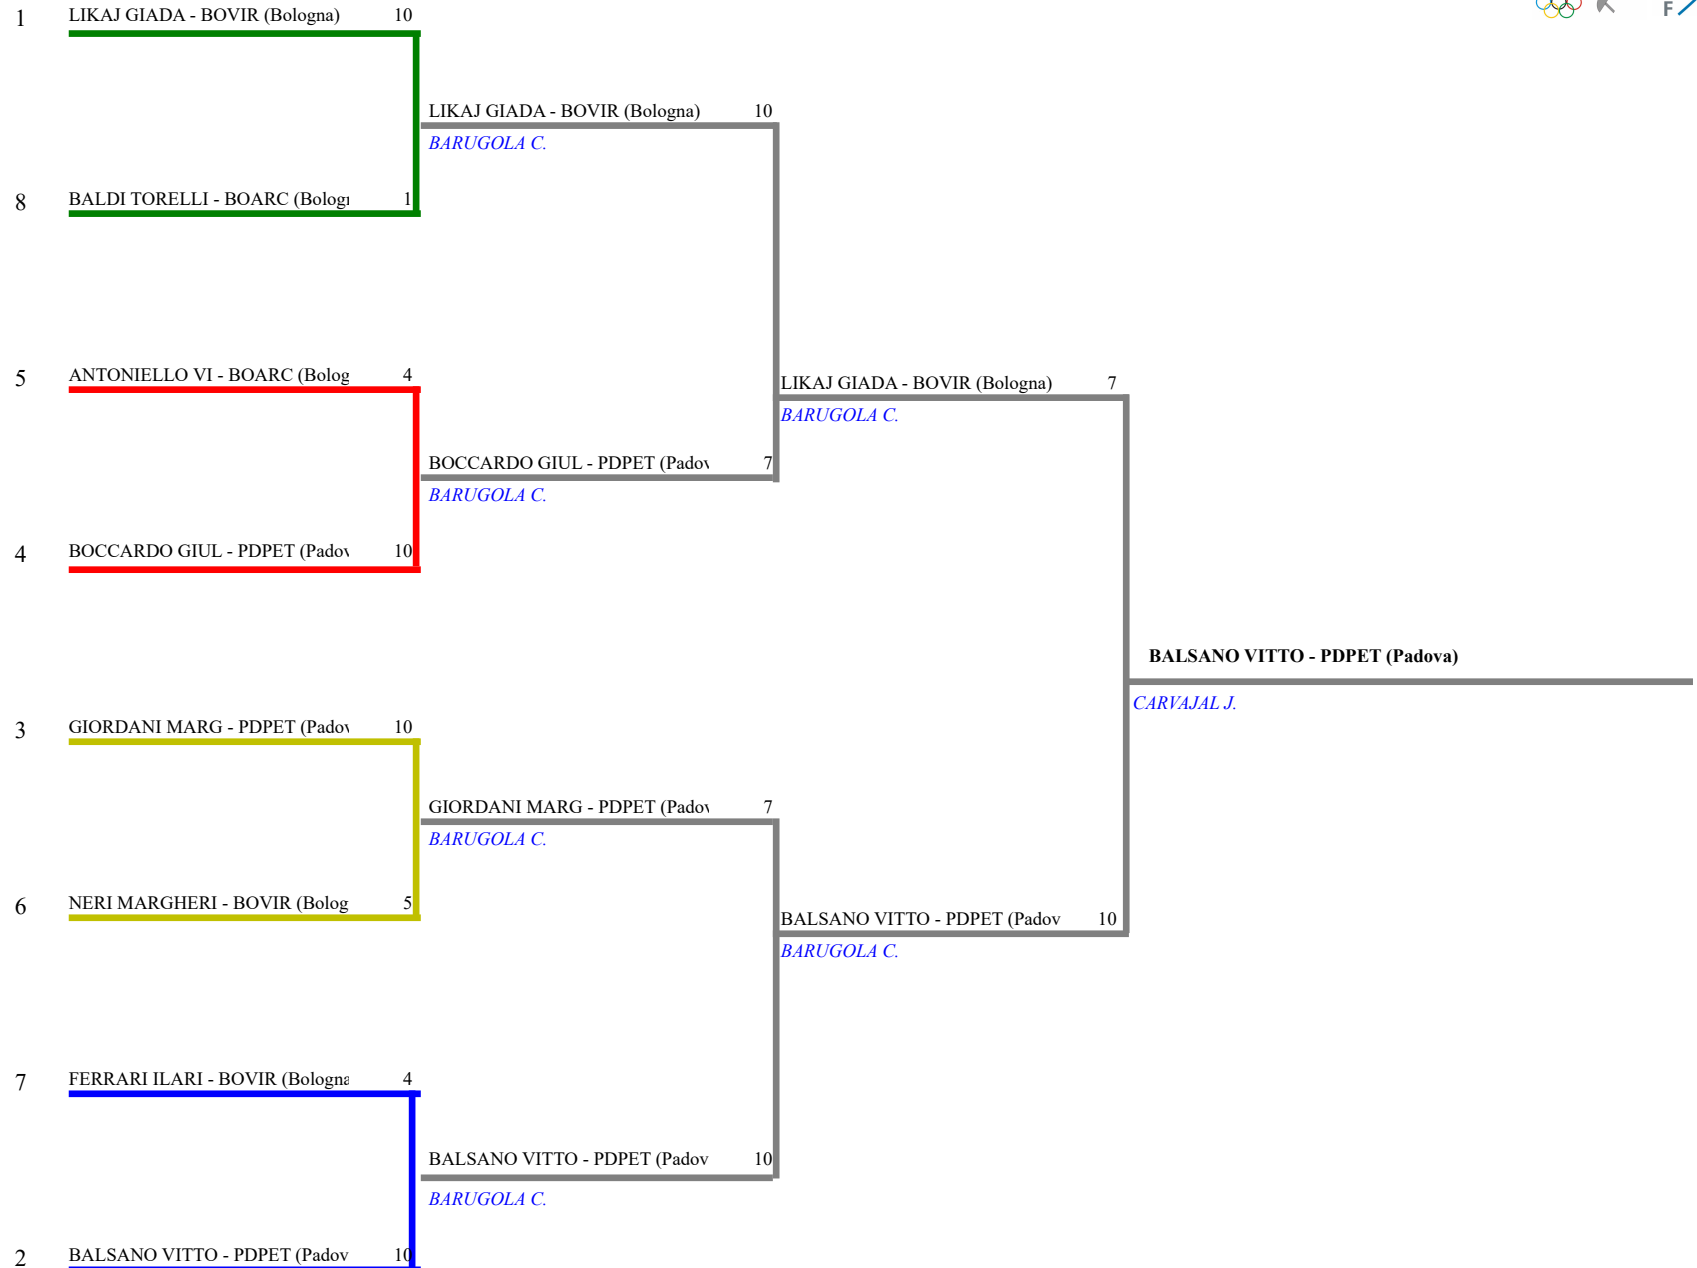 1 LIKAJ GIADA - BOVIR (Bologna) 10
F
LIKAJ GIADA - BOVIR (Bologna) 10
BARUGOLA C.
8 BALDI TORELLI - BOARC (Bologn 1
5 ANTONIELLO VI - BOARC (Bolog 4
LIKAJ GIADA - BOVIR (Bologna) 7
BARUGOLA C.
BOCCARDO GIUL - PDPET (Padov 7
BARUGOLA C.
4 BOCCARDO GIUL - PDPET (Padov 10
BALSANO VITTO - PDPET (Padova)
CARVAJAL J.
3 GIORDANI MARG - PDPET (Padov 10
GIORDANI MARG - PDPET (Padov 7
BARUGOLA C.
6 NERI MARGHERI - BOVIR (Bolog 5
BALSANO VITTO - PDPET (Padov 10
BARUGOLA C.
7 FERRARI ILARI - BOVIR (Bologna 4
BALSANO VITTO - PDPET (Padov 10
BARUGOLA C.
2 BALSANO VITTO - PDPET (Padov 10